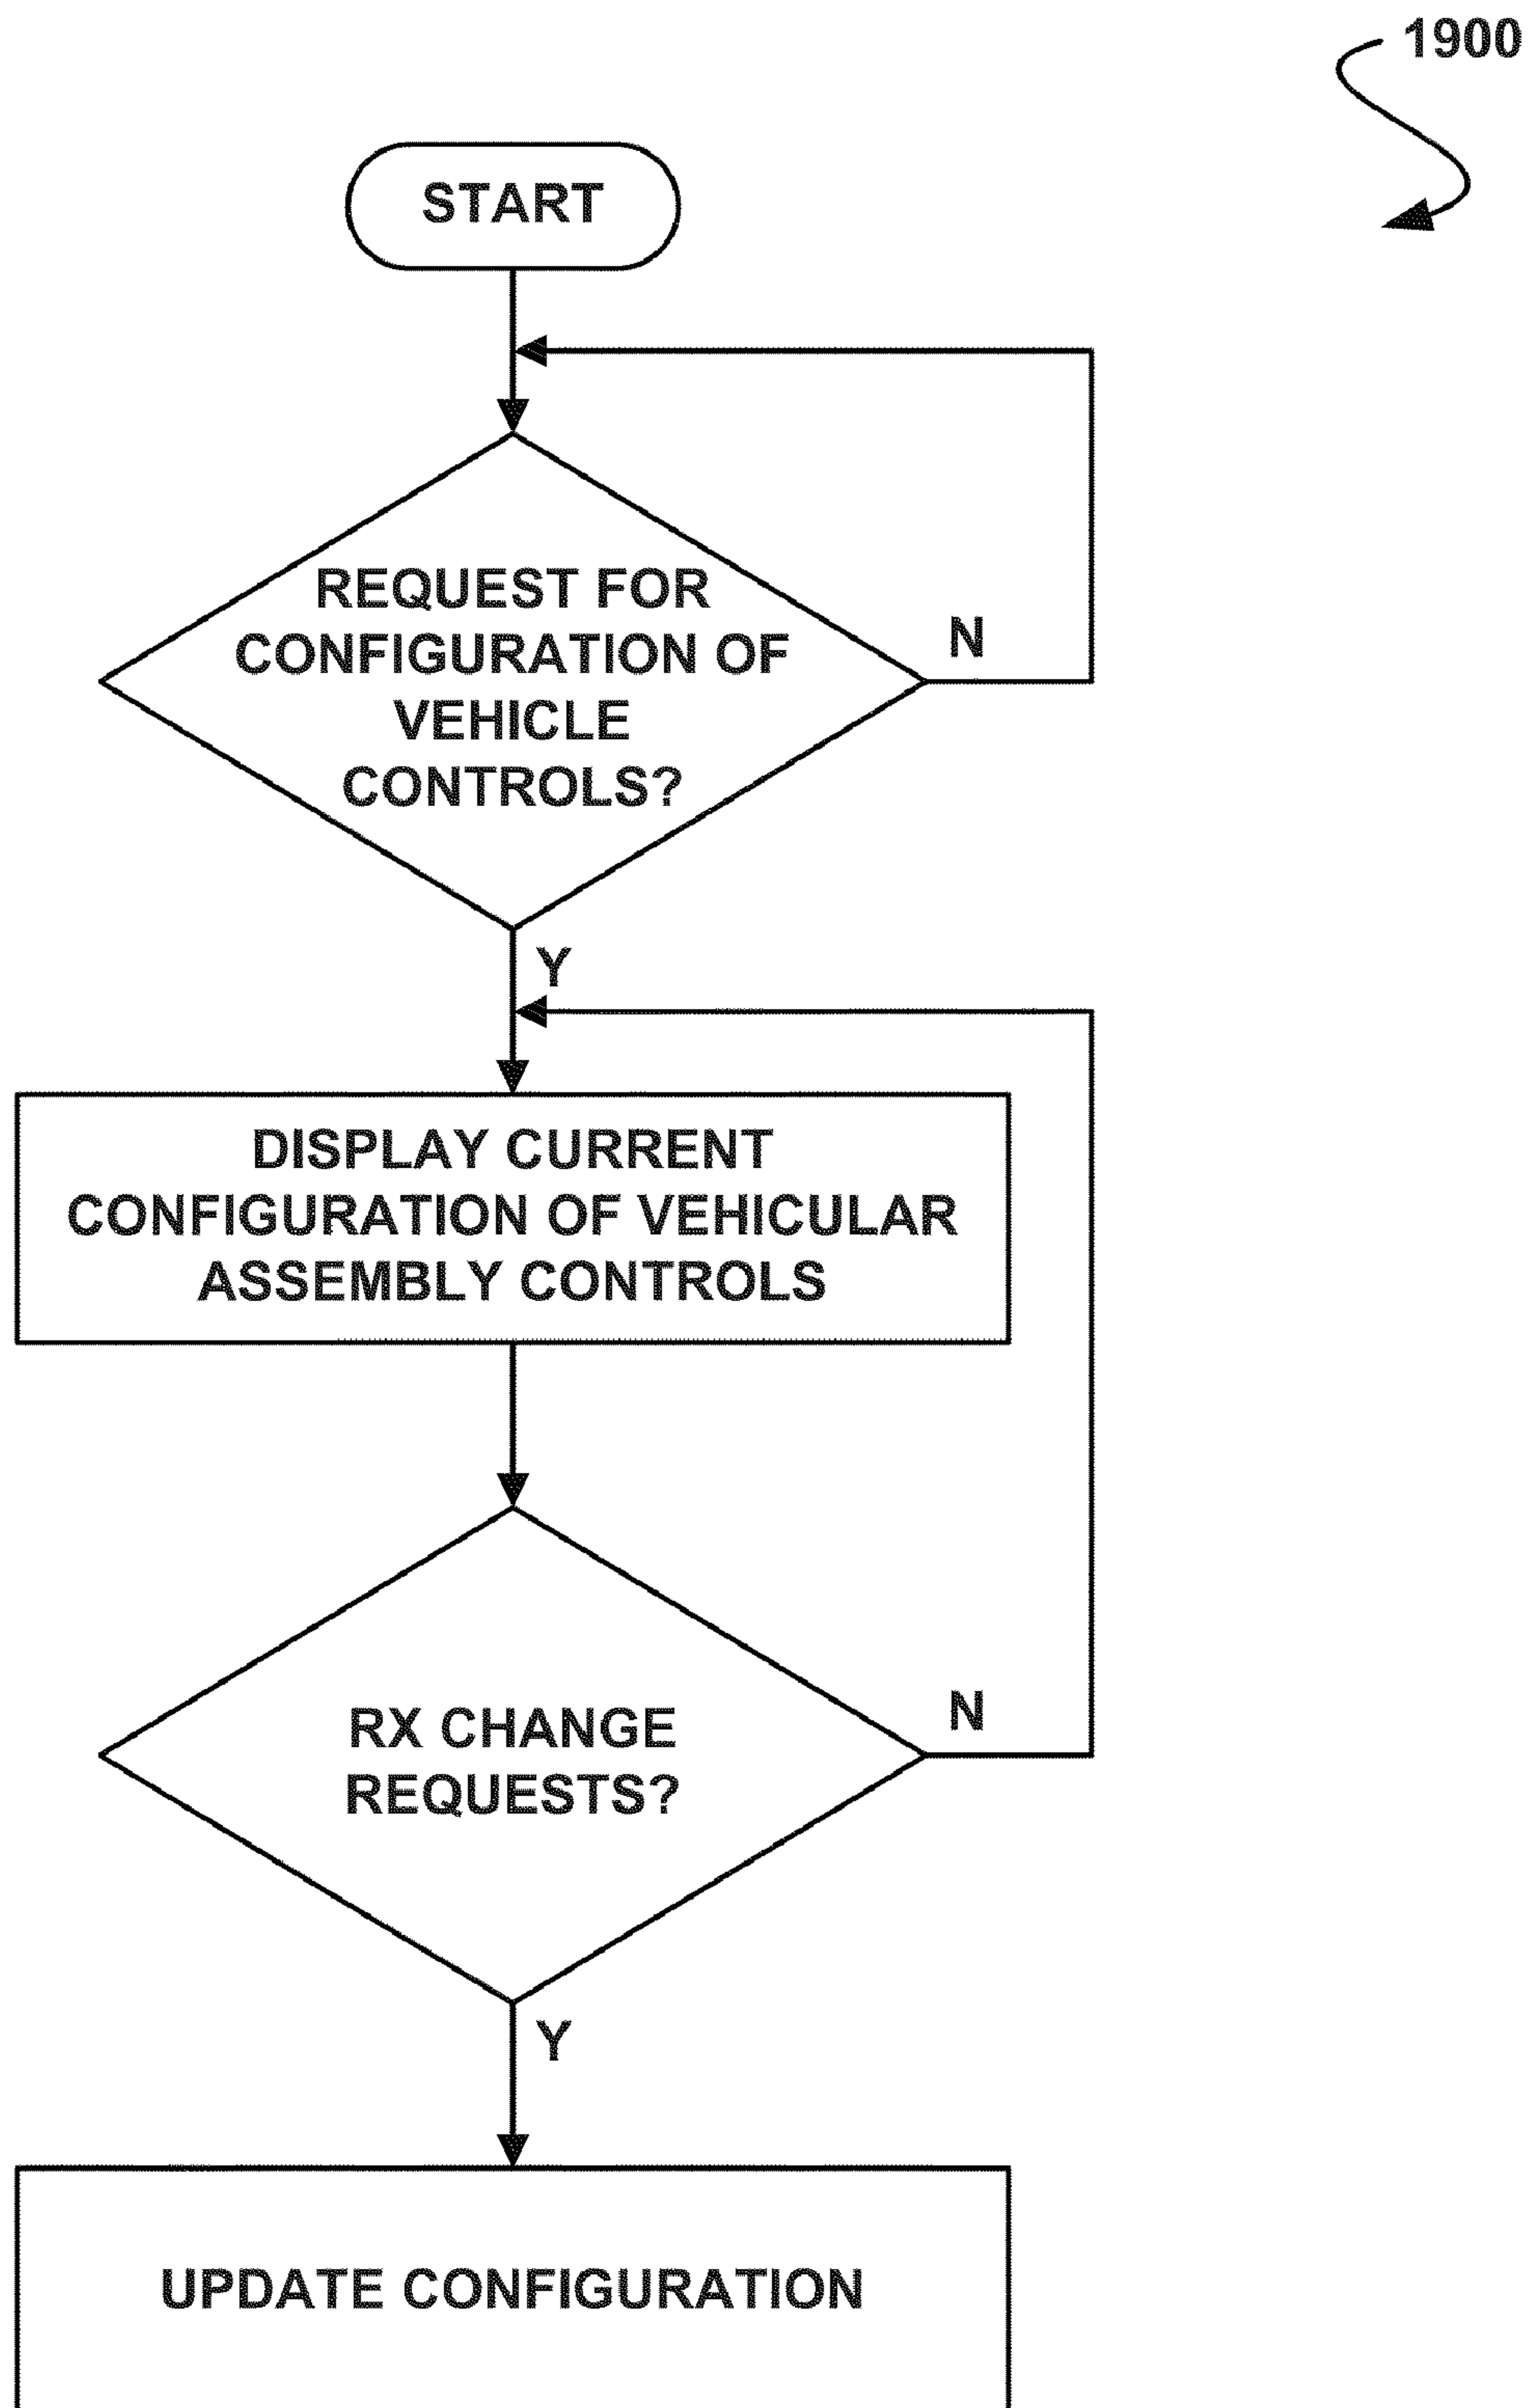 1900
START
REQUEST FOR
CONFIGURATION OF
VEHICLE
CONTROLS?
N
Y
DISPLAY CURRENT
CONFIGURATION OF VEHICULAR
ASSEMBLY CONTROLS
RX CHANGE
REQUESTS?
N
Y
UPDATE CONFIGURATION